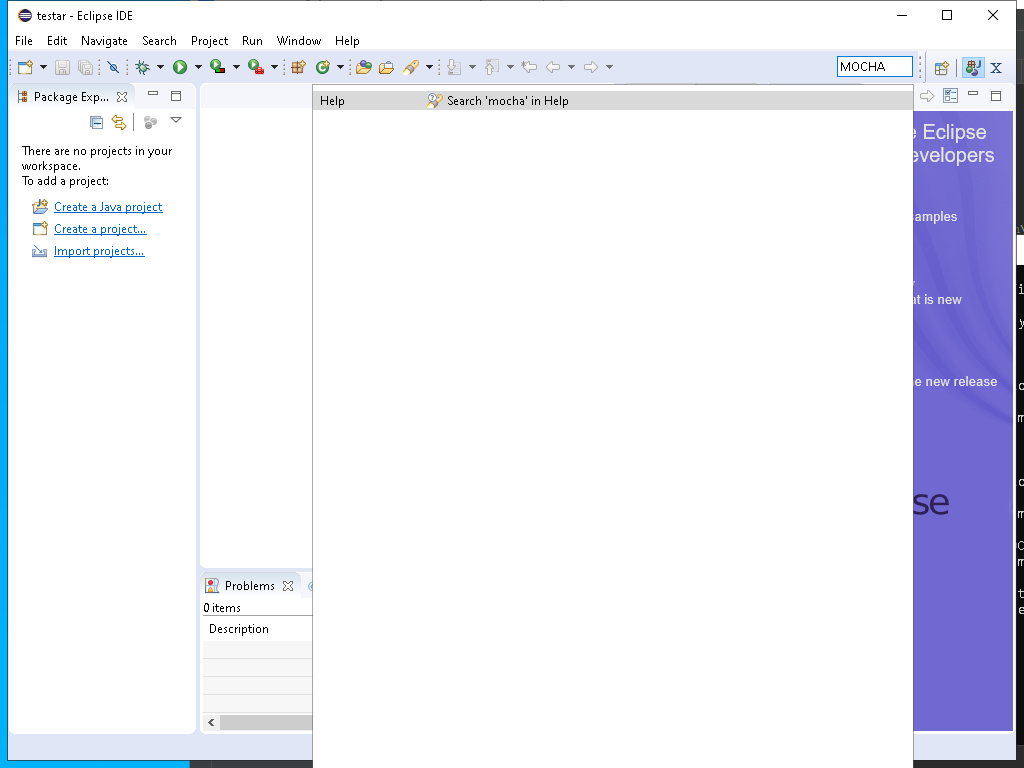 testar - Eclipse IDE
File Edit Navigate Search Project Run Window Help
MOCHA
Package Exp...
There are no projects in your
workspace.
To add a project:
Create a Java project
Create a project...
Import projects...
Help Search 'mocha' in Help
e Eclipse
evelopers
amples
at is new
e new release
se
Problems
0 items
Description